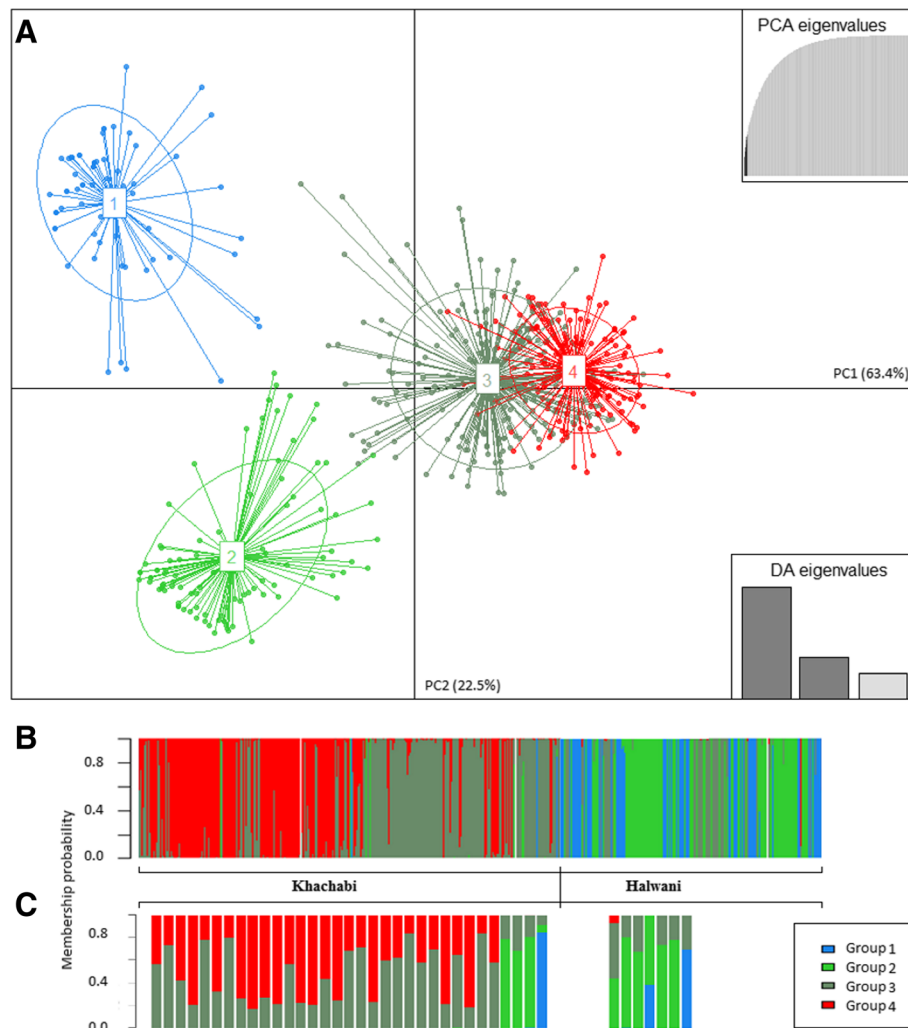 A
PCA eigenvalues
1
3
4
PC1 (63.4%)
2
DA eigenvalues
PC2 (22.5%)
B
0.8
0.4
0.0
Khachabi
Halwani
Membership probability
C
0.8
0.4
0.0
Group 1
Group 2
Group 3
Group 4